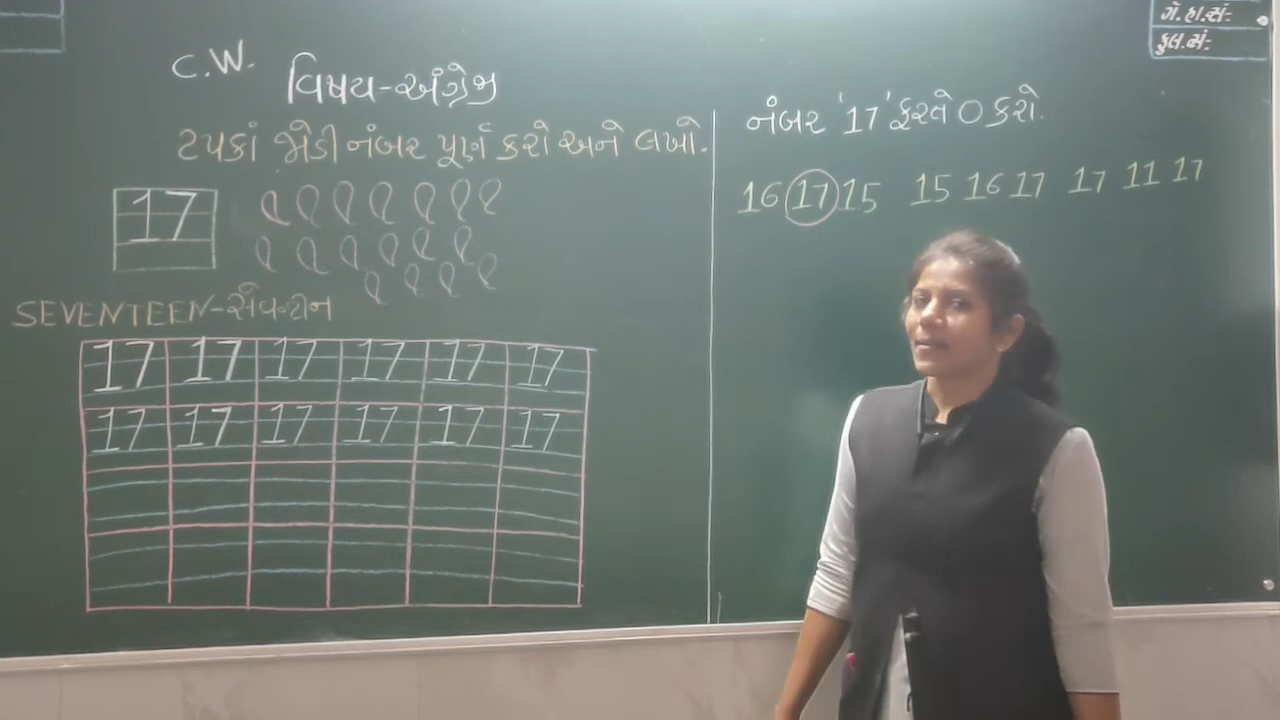 C.W.
વિષય-અંગ્રેજી
ટપકાં જોડી નંબર પૂર્ણ કરો અને લખો.
17
SEVENTEEN-સેવન્ટીન
17 17 17 17 17 17
17 17 17 17 17 17
નંબર '17' ફરતે O કરો.
16 17 15 15 16 17 17 11 17
ગે.હા.સં:-
કુલ.સં:-